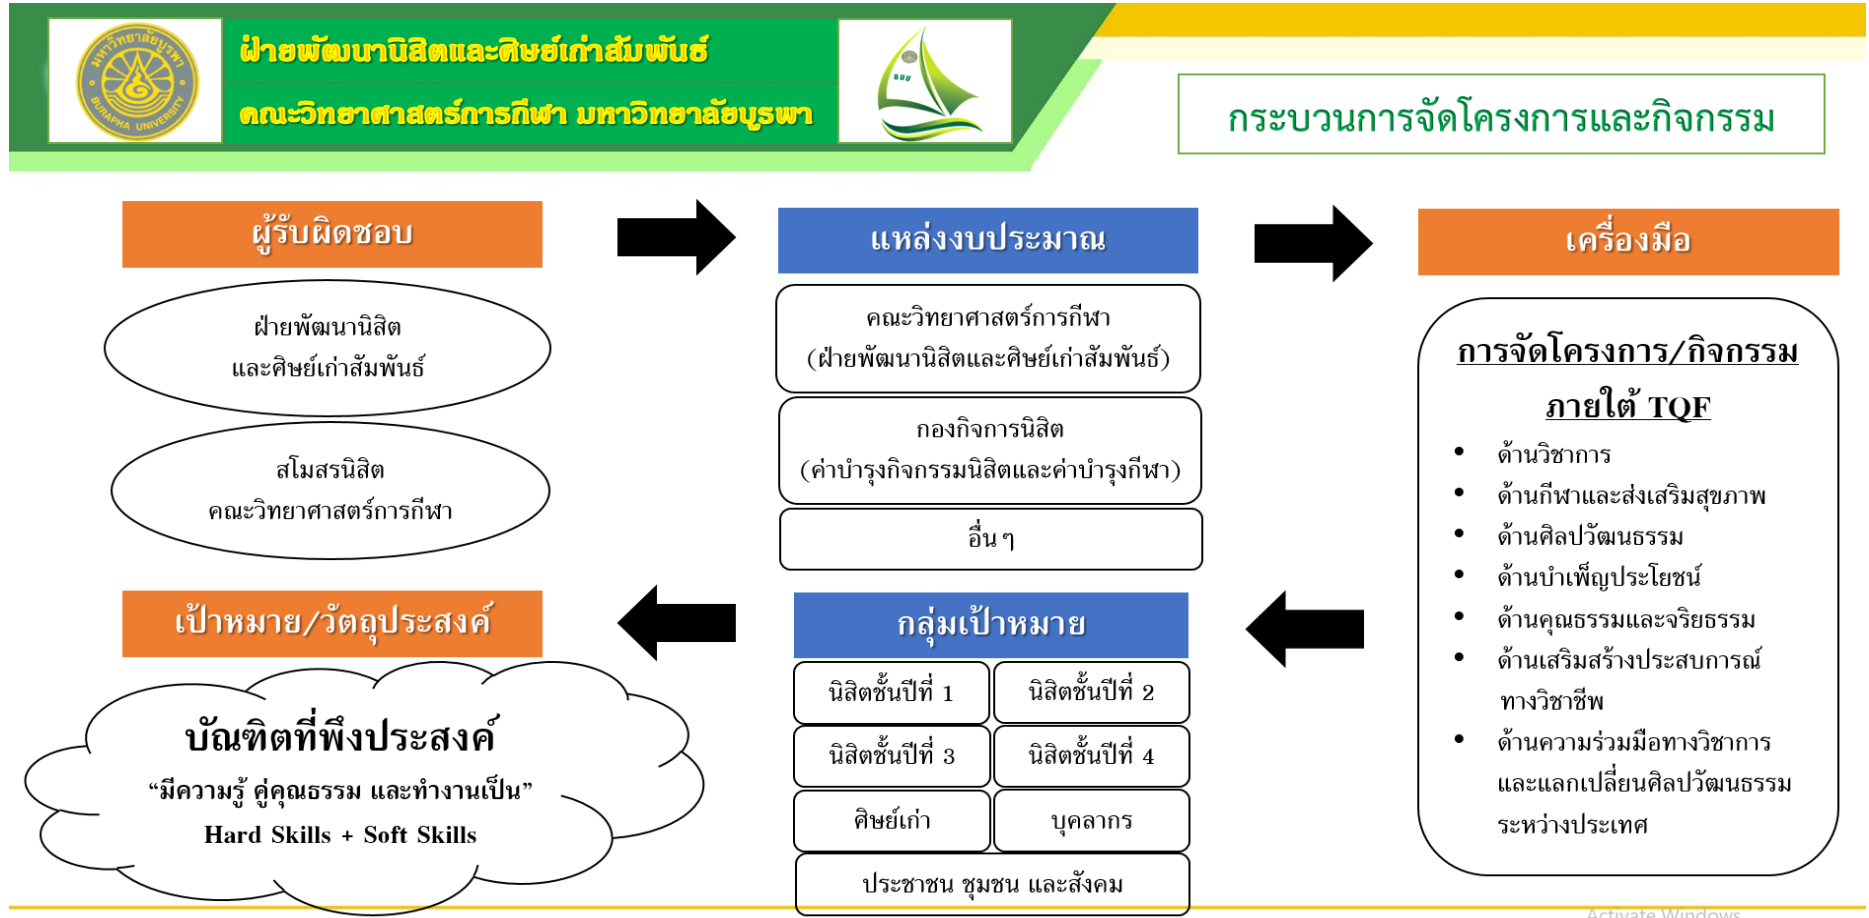 ฝ่ายพัฒนานิสิตและศิษย์เก่าสัมพันธ์
คณะวิทยาศาสตร์การกีฬา มหาวิทยาลัยบูรพา
มหาวิทยาลัยบูรพา
BURAPHA UNIVERSITY
กระบวนการจัดโครงการและกิจกรรม
ผู้รับผิดชอบ
ฝ่ายพัฒนานิสิต
และศิษย์เก่าสัมพันธ์
สโมสรนิสิต
คณะวิทยาศาสตร์การกีฬา
แหล่งงบประมาณ
คณะวิทยาศาสตร์การกีฬา
(ฝ่ายพัฒนานิสิตและศิษย์เก่าสัมพันธ์)
กองกิจการนิสิต
(ค่าบำรุงกิจกรรมนิสิตและค่าบำรุงกีฬา)
อื่น ๆ
เครื่องมือ
การจัดโครงการ/กิจกรรม
ภายใต้ TQF
• ด้านวิชาการ
• ด้านกีฬาและส่งเสริมสุขภาพ
• ด้านศิลปวัฒนธรรม
• ด้านบำเพ็ญประโยชน์
• ด้านคุณธรรมและจริยธรรม
• ด้านเสริมสร้างประสบการณ์
ทางวิชาชีพ
• ด้านความร่วมมือทางวิชาการ
และแลกเปลี่ยนศิลปวัฒนธรรม
ระหว่างประเทศ
กลุ่มเป้าหมาย
นิสิตชั้นปีที่ 1
นิสิตชั้นปีที่ 2
นิสิตชั้นปีที่ 3
นิสิตชั้นปีที่ 4
ศิษย์เก่า
บุคลากร
ประชาชน ชุมชน และสังคม
เป้าหมาย/วัตถุประสงค์
บัณฑิตที่พึงประสงค์
“มีความรู้ คู่คุณธรรม และทำงานเป็น”
Hard Skills + Soft Skills
Activate Windows